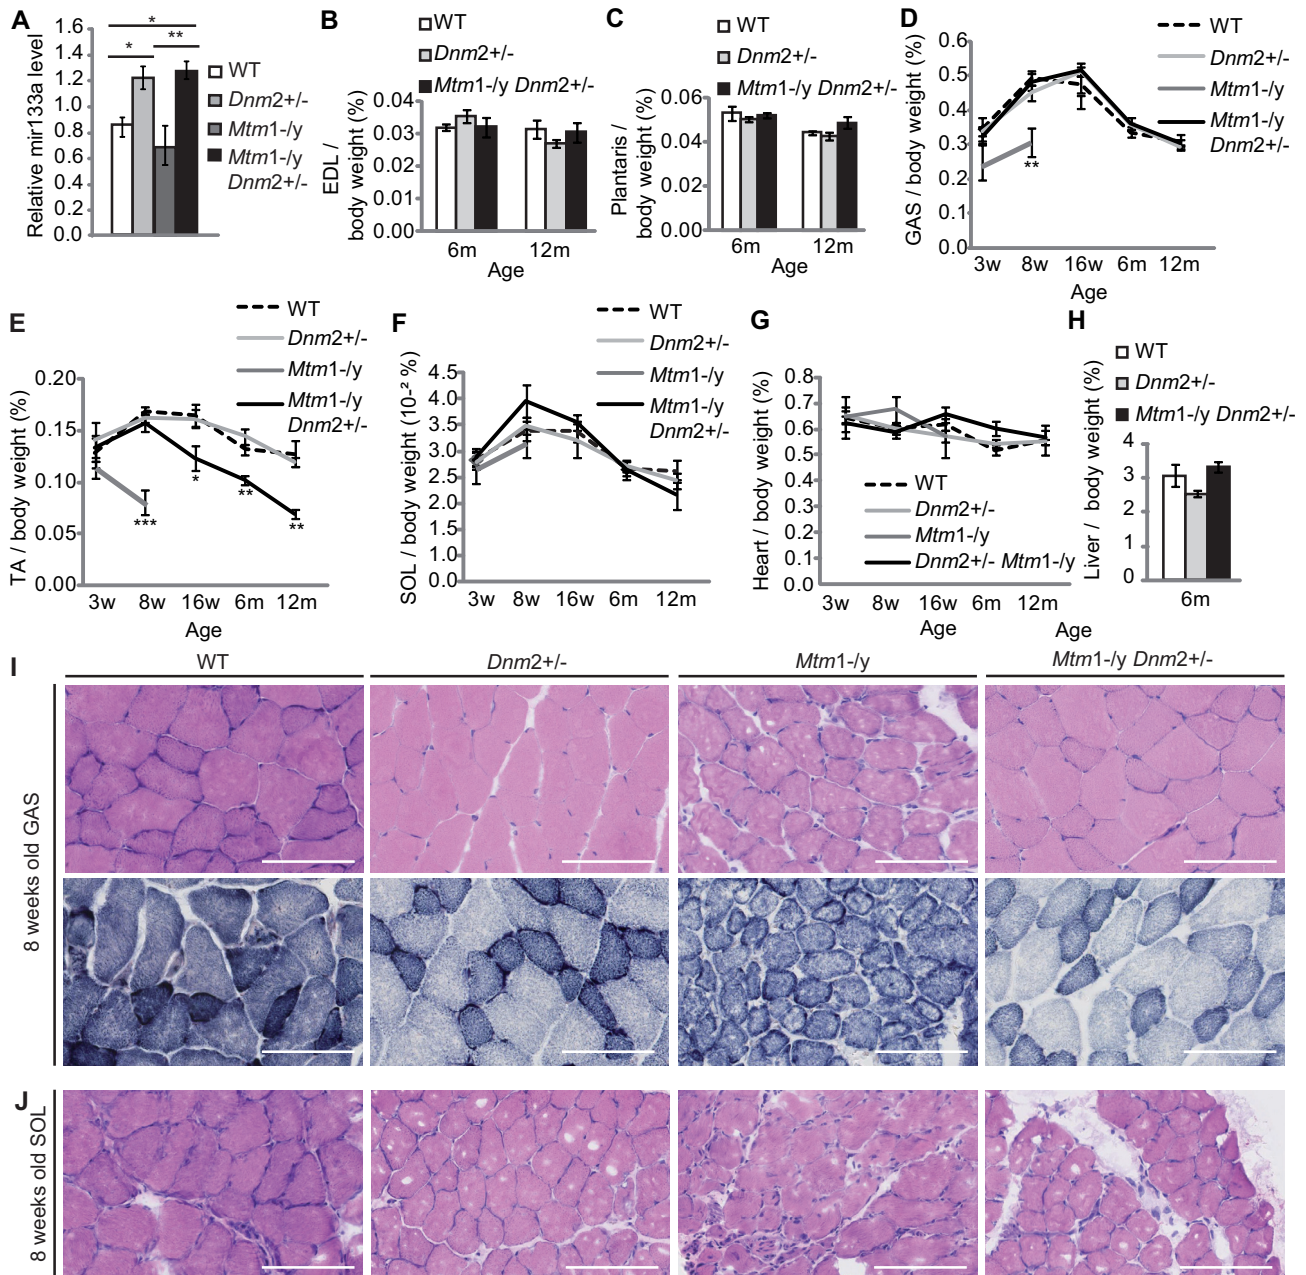 A
Relative mir133a level
1.6
1.4
1.2
1.0
0.8
0.6
0.4
0.2
0.0
*
*
**
WT
Dnm2+/-
Mtm1-/y
Mtm1-/y
Dnm2+/-
B
WT
Dnm2+/-
Mtm1-/y Dnm2+/-
EDL /
body weight (%)
0.04
0.03
0.02
0.01
0.00
6m
12m
Age
C
WT
Dnm2+/-
Mtm1-/y Dnm2+/-
Plantaris /
body weight (%)
0.06
0.04
0.02
0.00
6m
12m
Age
D
WT
Dnm2+/-
Mtm1-/y
Mtm1-/y
Dnm2+/-
GAS / body weight (%)
0.6
0.5
0.4
0.3
0.2
0.1
0.0
**
3w
8w
16w
6m
12m
Age
E
WT
Dnm2+/-
Mtm1-/y
Mtm1-/y
Dnm2+/-
TA / body weight (%)
0.20
0.15
0.10
0.05
0.00
***
*
**
**
3w
8w
16w
6m
12m
Age
F
WT
Dnm2+/-
Mtm1-/y
Mtm1-/y
Dnm2+/-
SOL / body weight (10⁻² %)
4.5
4.0
3.5
3.0
2.5
2.0
1.5
1.0
0.0
3w
8w
16w
6m
12m
Age
G
Heart / body weight (%)
0.8
0.7
0.6
0.5
0.4
0.3
0.2
0.1
0.0
WT
Dnm2+/-
Mtm1-/y
Dnm2+/- Mtm1-/y
3w
8w
16w
6m
12m
Age
H
WT
Dnm2+/-
Mtm1-/y Dnm2+/-
Liver / body weight (%)
4
3
2
1
0
6m
Age
I
WT
Dnm2+/-
Mtm1-/y
Mtm1-/y Dnm2+/-
8 weeks old GAS
J
8 weeks old SOL